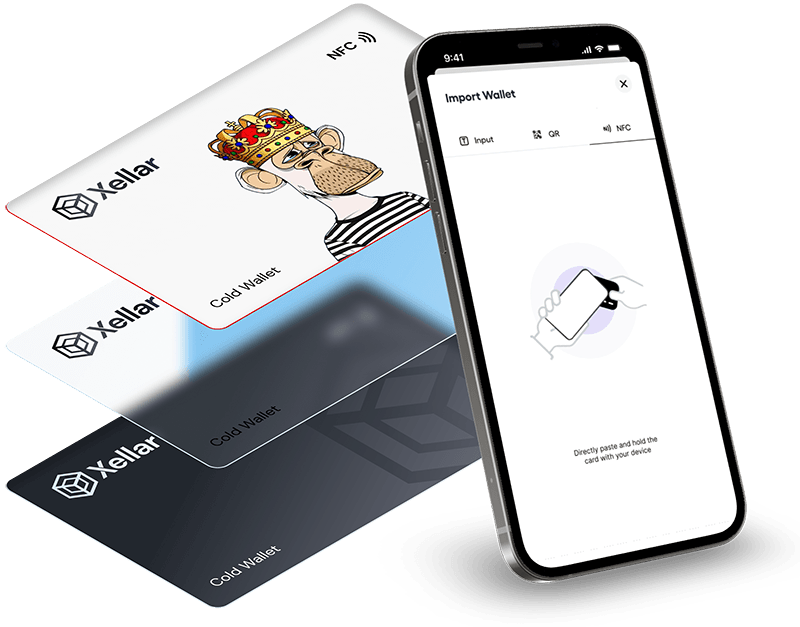 NFC
Xellar
Cold Wallet
Xellar
Cold Wallet
Xellar
Cold Wallet
9:41
Import Wallet
Input
QR
NFC
Directly paste and hold the
card with your device